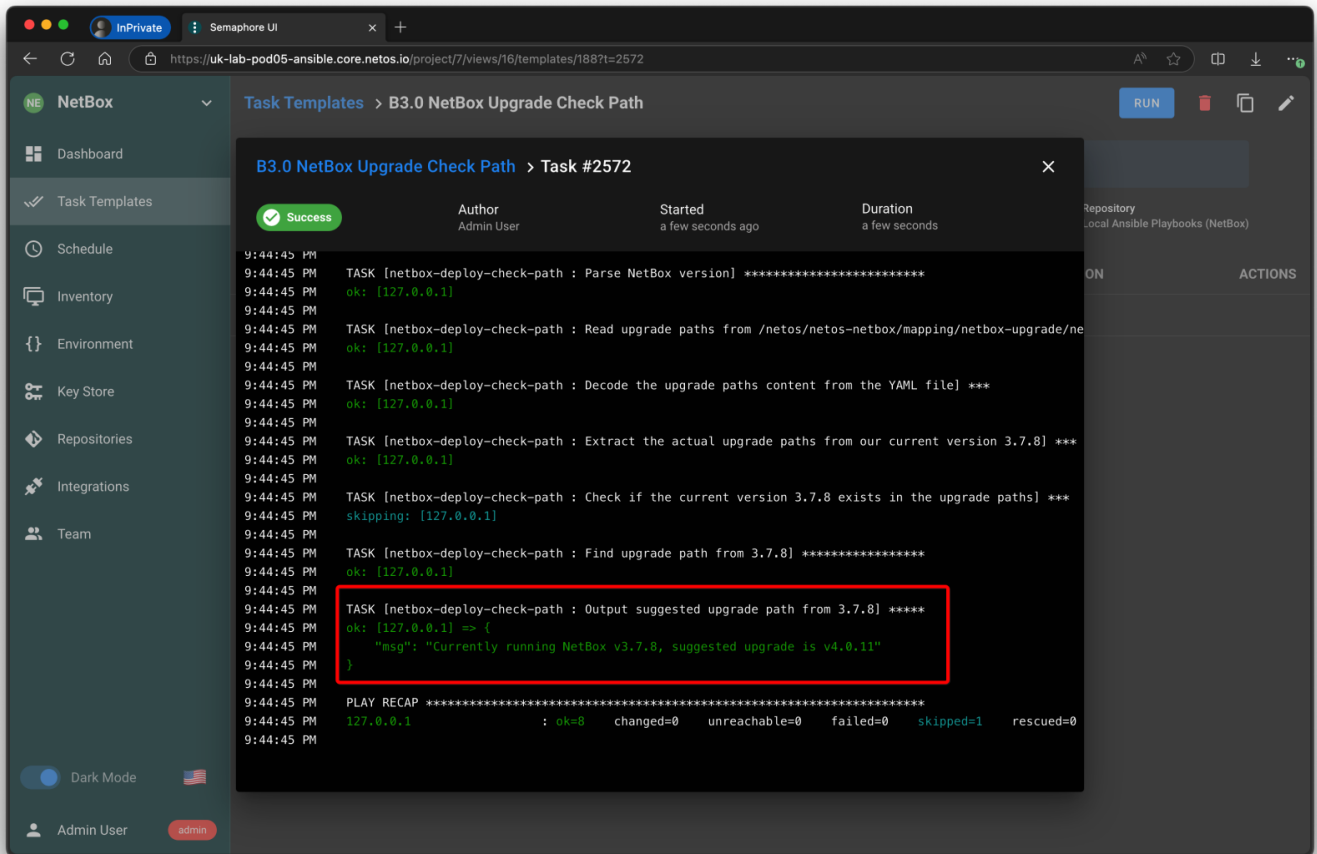 InPrivate
Semaphore UI
https://uk-lab-pod05-ansible.core.netos.io/project/7/views/16/templates/188?t=2572
NE NetBox
Task Templates > B3.0 NetBox Upgrade Check Path
RUN
Dashboard
Task Templates
Schedule
Inventory
Environment
Key Store
Repositories
Integrations
Team
Dark Mode
Admin User admin
Repository
Local Ansible Playbooks (NetBox)
ON ACTIONS
B3.0 NetBox Upgrade Check Path > Task #2572
Success
Author
Admin User
Started
a few seconds ago
Duration
a few seconds
9:44:45 PM
9:44:45 PM TASK [netbox-deploy-check-path : Parse NetBox version] *************************
9:44:45 PM ok: [127.0.0.1]
9:44:45 PM
9:44:45 PM TASK [netbox-deploy-check-path : Read upgrade paths from /netos/netos-netbox/mapping/netbox-upgrade/ne
9:44:45 PM ok: [127.0.0.1]
9:44:45 PM
9:44:45 PM TASK [netbox-deploy-check-path : Decode the upgrade paths content from the YAML file] ***
9:44:45 PM ok: [127.0.0.1]
9:44:45 PM
9:44:45 PM TASK [netbox-deploy-check-path : Extract the actual upgrade paths from our current version 3.7.8] ***
9:44:45 PM ok: [127.0.0.1]
9:44:45 PM
9:44:45 PM TASK [netbox-deploy-check-path : Check if the current version 3.7.8 exists in the upgrade paths] ***
9:44:45 PM skipping: [127.0.0.1]
9:44:45 PM
9:44:45 PM TASK [netbox-deploy-check-path : Find upgrade path from 3.7.8] *****************
9:44:45 PM ok: [127.0.0.1]
9:44:45 PM
9:44:45 PM TASK [netbox-deploy-check-path : Output suggested upgrade path from 3.7.8] *****
9:44:45 PM ok: [127.0.0.1] => {
9:44:45 PM "msg": "Currently running NetBox v3.7.8, suggested upgrade is v4.0.11"
9:44:45 PM }
9:44:45 PM
9:44:45 PM PLAY RECAP *********************************************************************
9:44:45 PM 127.0.0.1 : ok=8 changed=0 unreachable=0 failed=0 skipped=1 rescued=0
9:44:45 PM